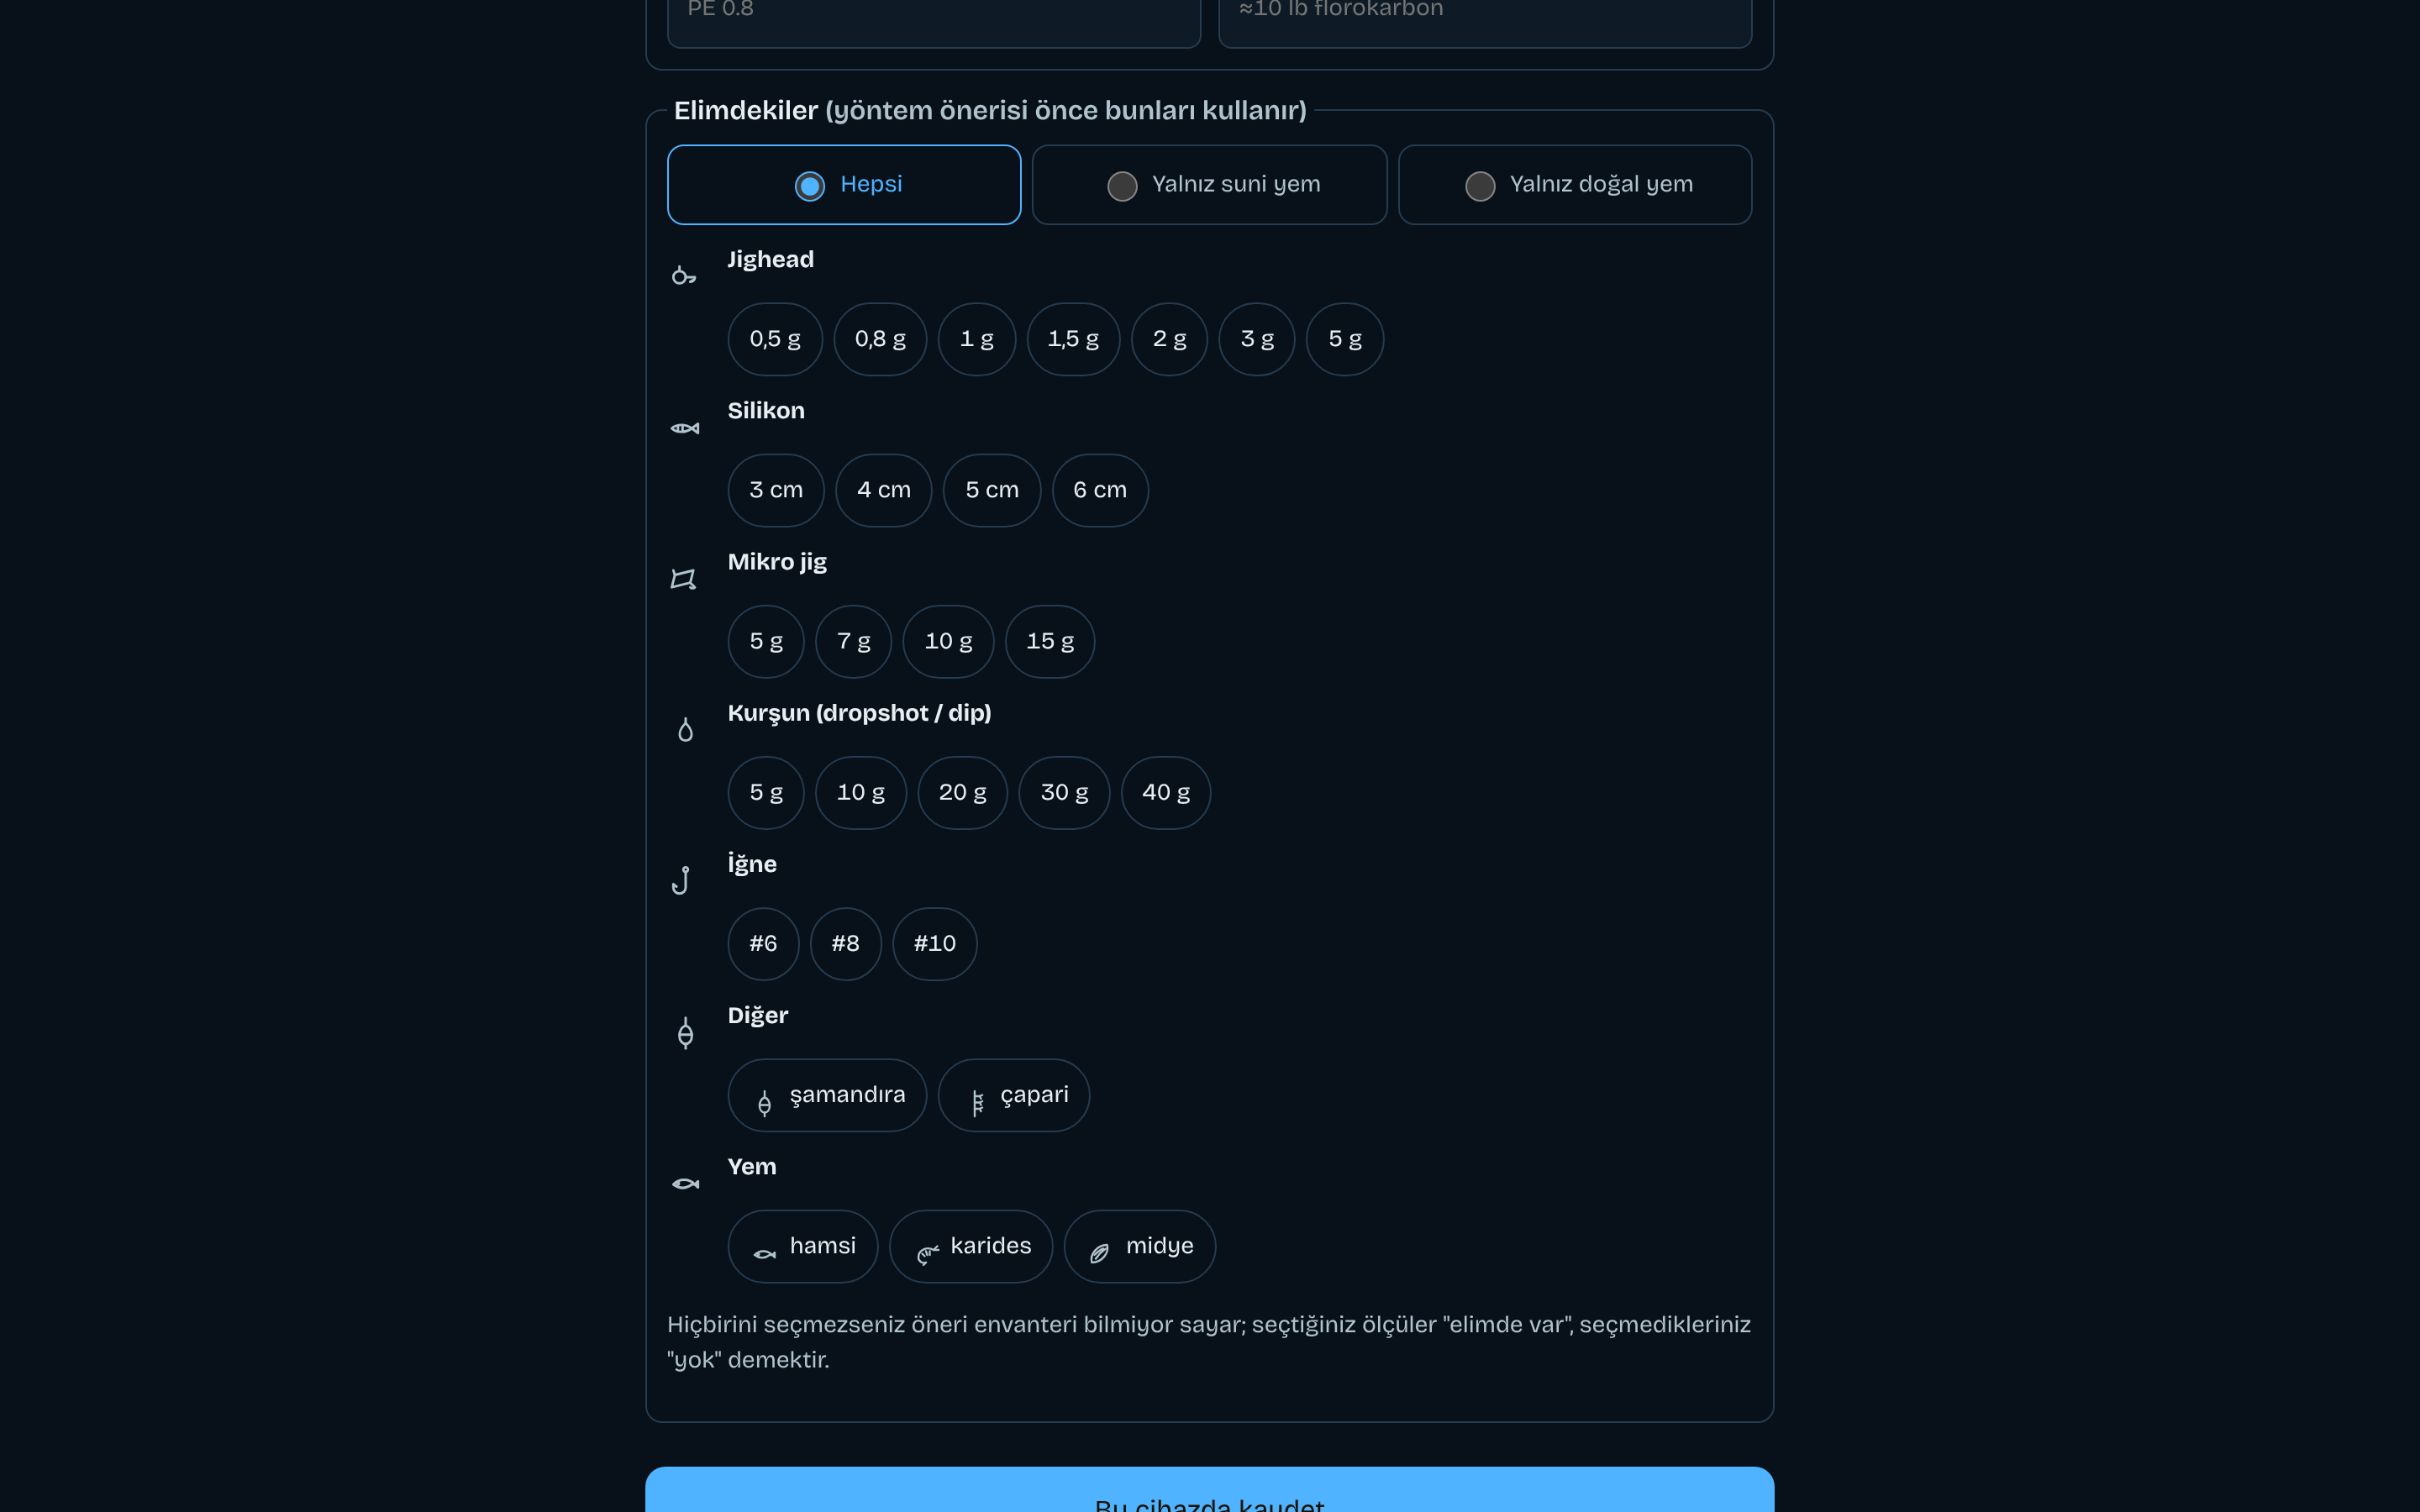 PE 0.8
≈10 lb florokarbon
Elimdekiler (yöntem önerisi önce bunları kullanır)
Hepsi
Yalnız suni yem
Yalnız doğal yem
Jighead
0,5 g
0,8 g
1 g
1,5 g
2 g
3 g
5 g
Silikon
3 cm
4 cm
5 cm
6 cm
Mikro jig
5 g
7 g
10 g
15 g
Kurşun (dropshot / dip)
5 g
10 g
20 g
30 g
40 g
İğne
#6
#8
#10
Diğer
şamandıra
çapari
Yem
hamsi
karides
midye
Hiçbirini seçmezseniz öneri envanteri bilmiyor sayar; seçtiğiniz ölçüler "elimde var", seçmedikleriniz
"yok" demektir.
Bu cihazda kaydet